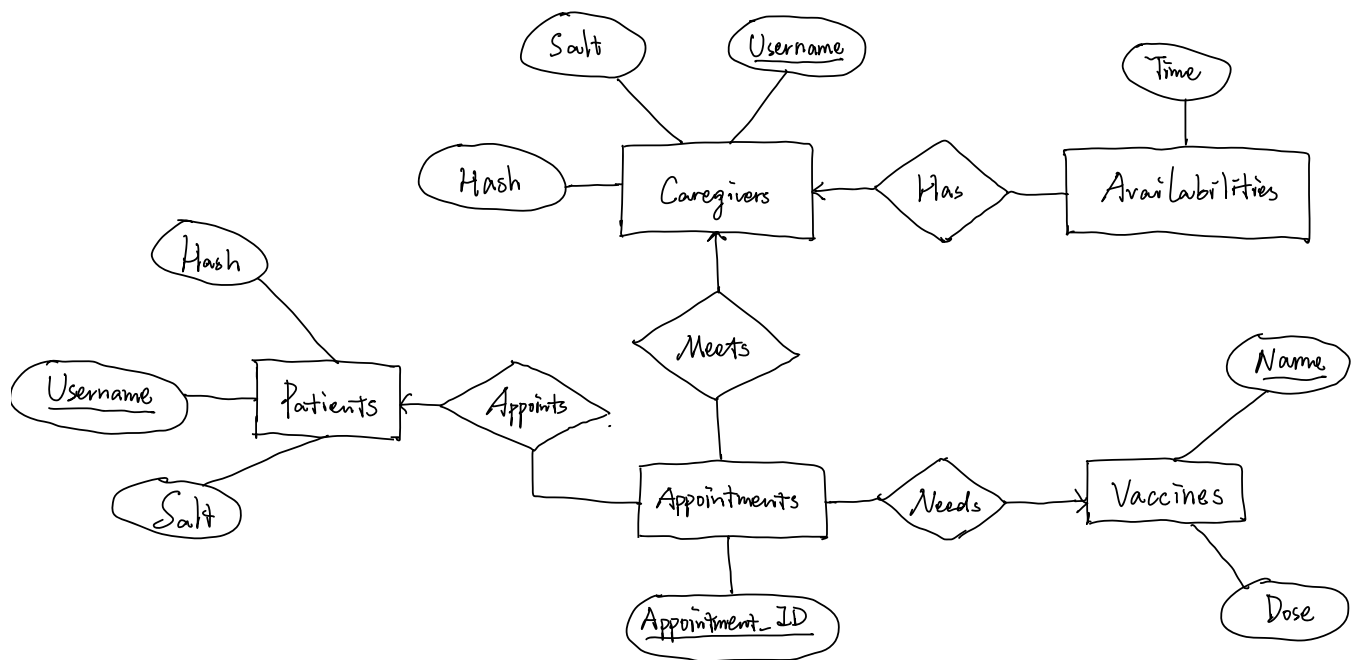 Salt
Username
Time
Hash
Caregivers
Has
Availabilities
Hash
Meets
Name
Username
Patients
Appoints
Salt
Appointments
Needs
Vaccines
Appointment_ID
Dose